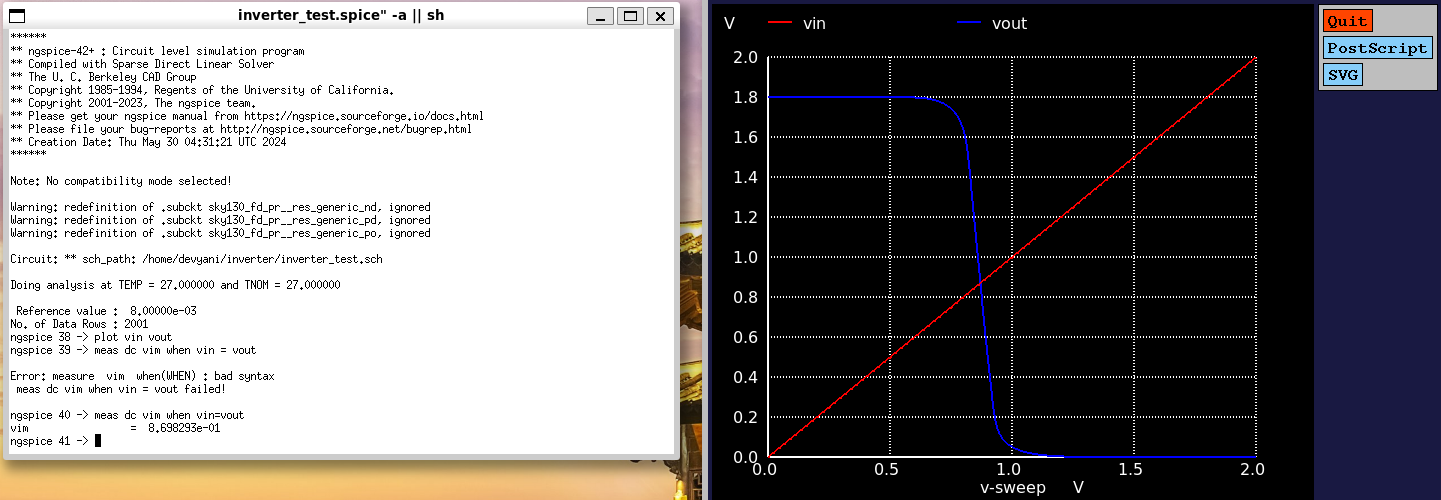 inverter_test.spice" -a || sh
******
** ngspice-42+ : Circuit level simulation program
** Compiled with Sparse Direct Linear Solver
** The U. C. Berkeley CAD Group
** Copyright 1985-1994, Regents of the University of California.
** Copyright 2001-2023, The ngspice team.
** Please get your ngspice manual from https://ngspice.sourceforge.io/docs.html
** Please file your bug-reports at http://ngspice.sourceforge.net/bugrep.html
** Creation Date: Thu May 30 04:31:21 UTC 2024
******
Note: No compatibility mode selected!
Warning: redefinition of .subckt sky130_fd_pr__res_generic_nd, ignored
Warning: redefinition of .subckt sky130_fd_pr__res_generic_pd, ignored
Warning: redefinition of .subckt sky130_fd_pr__res_generic_po, ignored
Circuit: ** sch_path: /home/devyani/inverter/inverter_test.sch
Doing analysis at TEMP = 27.000000 and TNOM = 27.000000
Reference value :  8.00000e-03
No. of Data Rows : 2001
ngspice 38 -> plot vin vout
ngspice 39 -> meas dc vim when vin = vout
Error: measure  vim  when(WHEN) : bad syntax
meas dc vim when vin = vout failed!
ngspice 40 -> meas dc vim when vin=vout
vim                 =  8.698293e-01
ngspice 41 ->
V vin vout
2.0
1.8
1.6
1.4
1.2
1.0
0.8
0.6
0.4
0.2
0.0
0.0 0.5 1.0 1.5 2.0
v-sweep V
Quit
PostScript
SVG